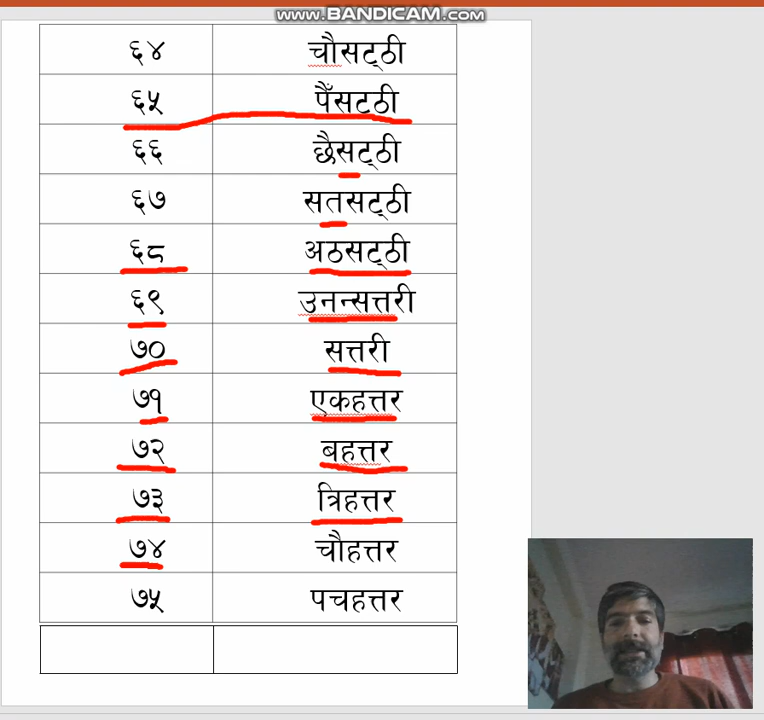 www.BANDICAM.com
६४ चौसट्ठी
६५ पैँसटठी
६६ छैसट्ठी
६७ सतसट्ठी
६८ अठसट्ठी
६९ उनन्सत्तरी
७० सत्तरी
७१ एकहत्तर
७२ बहत्तर
७३ त्रिहत्तर
७४ चौहत्तर
७५ पचहत्तर